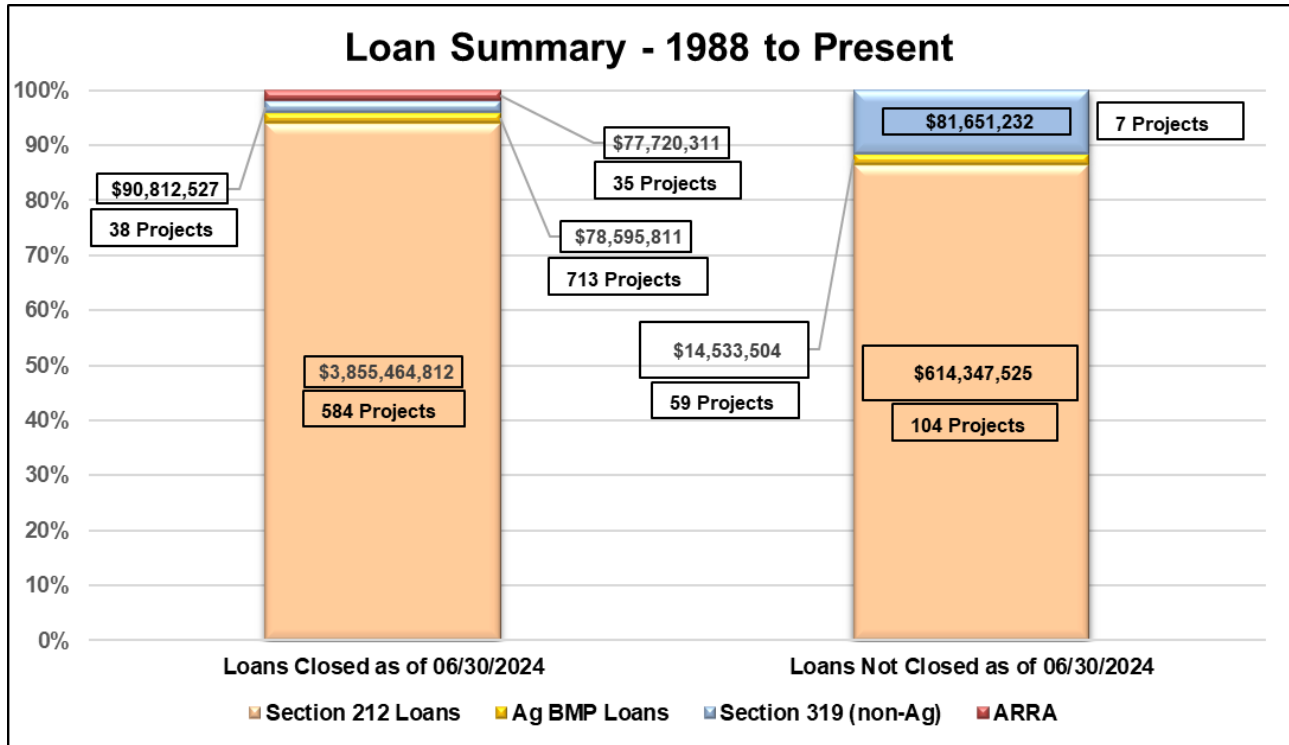 Loan Summary - 1988 to Present
100%
90%
80%
70%
60%
50%
40%
30%
20%
10%
0%
$90,812,527
38 Projects
$77,720,311
35 Projects
$78,595,811
713 Projects
$3,855,464,812
584 Projects
$81,651,232
7 Projects
$14,533,504
59 Projects
$614,347,525
104 Projects
Loans Closed as of 06/30/2024
Loans Not Closed as of 06/30/2024
Section 212 Loans
Ag BMP Loans
Section 319 (non-Ag)
ARRA